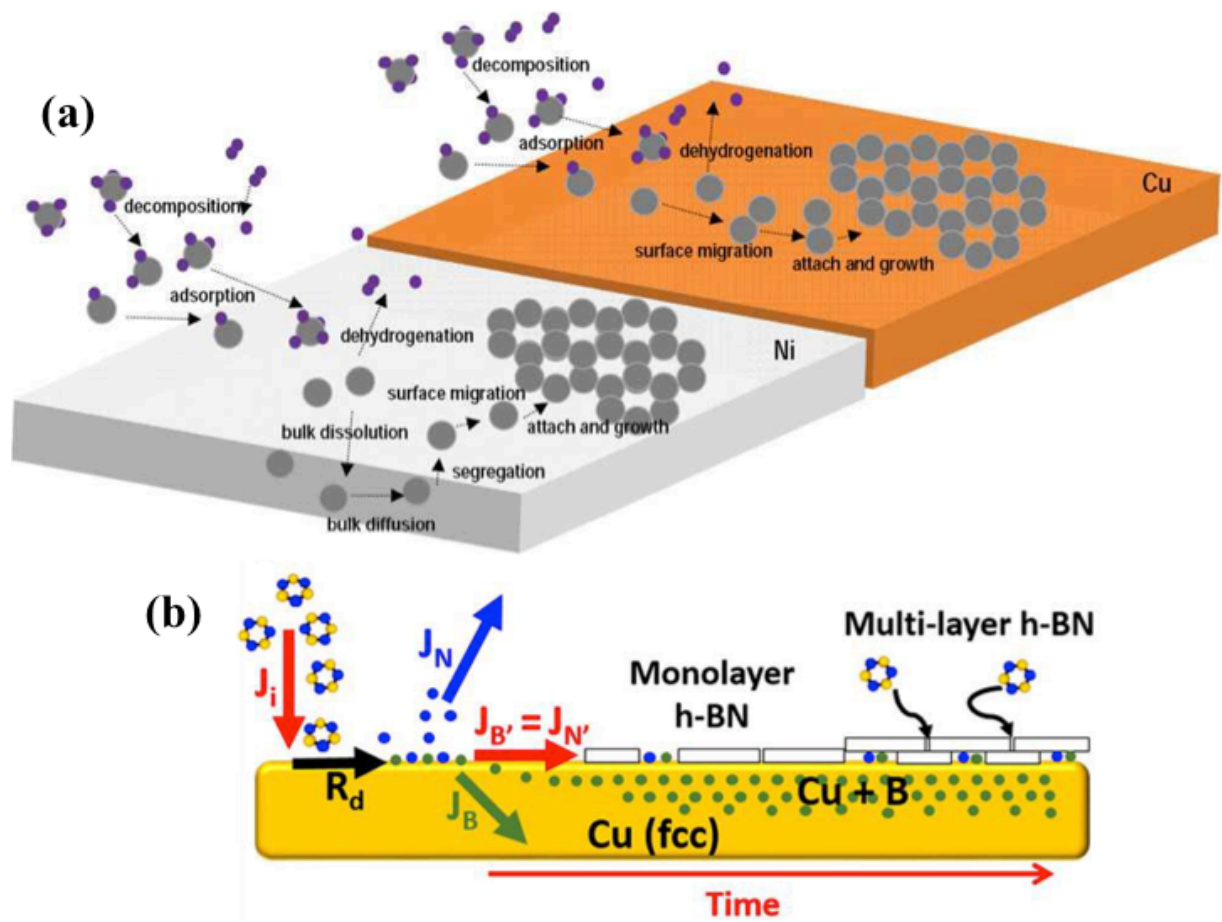 (a)
decomposition
adsorption
dehydrogenation
Cu
surface migration
attach and growth
decomposition
adsorption
dehydrogenation
Ni
surface migration
bulk dissolution
attach and growth
segregation
bulk diffusion
(b)
Multi-layer h-BN
Monolayer
h-BN
J_N
J_i
J_B' = J_N'
R_d
J_B
Cu + B
Cu (fcc)
Time